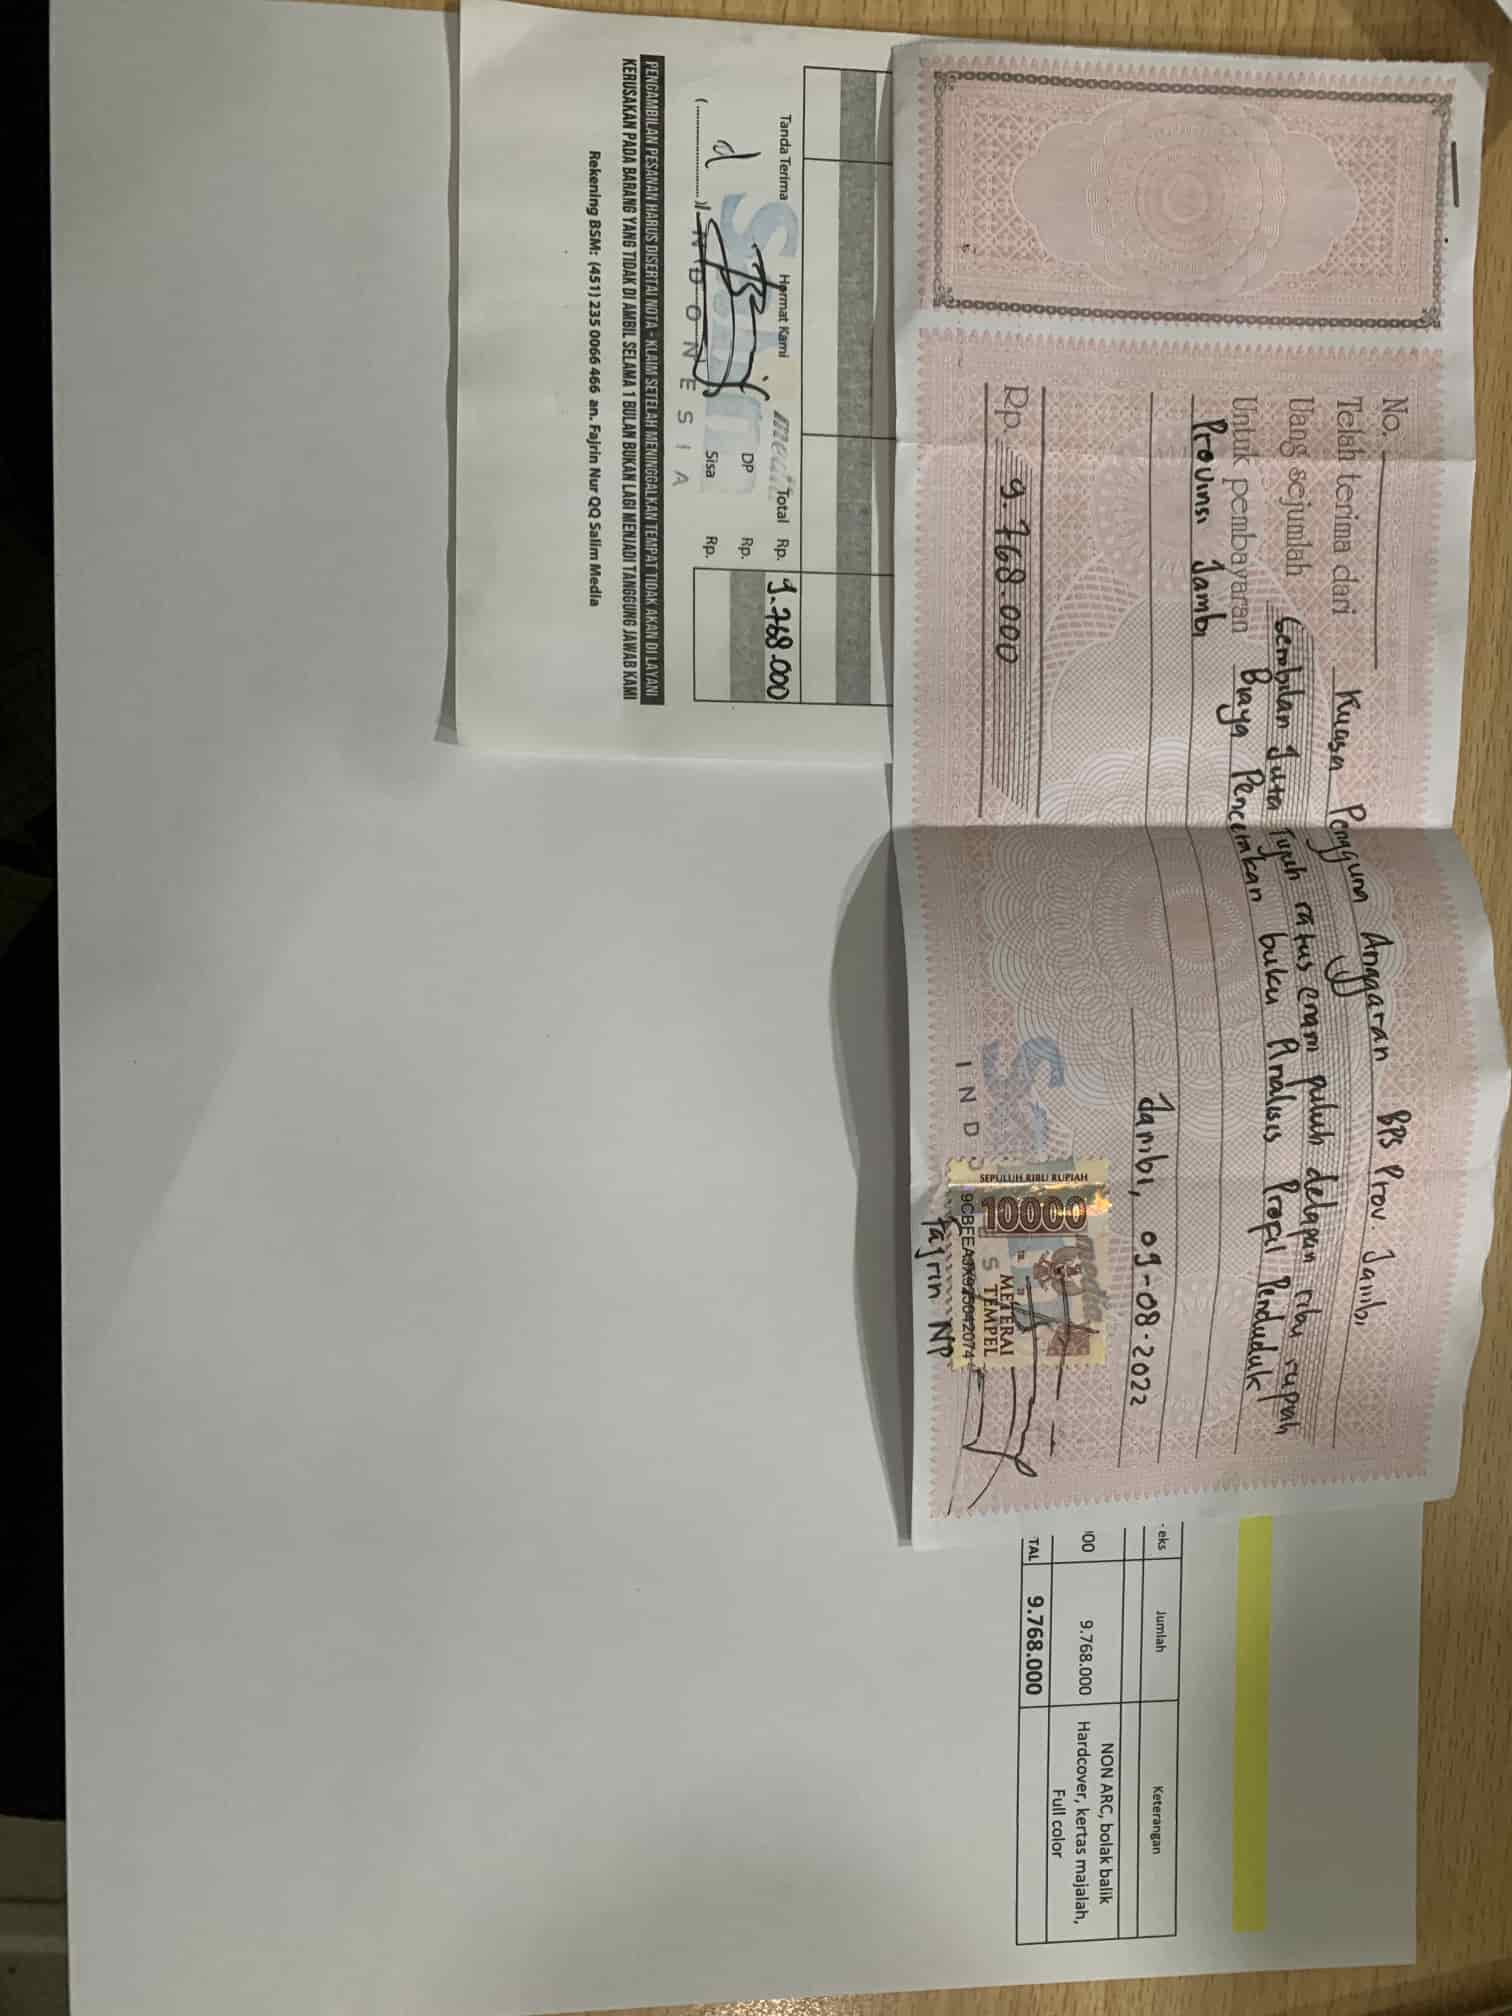 No.
Telah terima dari Kuasa Pengguna Anggaran BPS Prov. Jambi
Uang sejumlah Sembilan Juta Tujuh ratus enam puluh delapan ribu rupiah
Untuk pembayaran Biaya Pencetakan buku Analisis Profil Penduduk
Provinsi Jambi
Jambi, 09-08-2022
Rp. 9.768.000
SEPULUH RIBU RUPIAH
10000
METERAI
TEMPEL
Fajrin NP
Tanda Terima Hormat Kami Total Rp. 9.768.000
DP Rp.
Sisa Rp.
media
INDONESIA
PENGAMBILAN PESANAN HARUS DISERTAI NOTA - KLAIM SETELAH MENINGGALKAN TEMPAT TIDAK AKAN DI LAYANI
KERUSAKAN PADA BARANG YANG TIDAK DI AMBIL SELAMA 1 BULAN BUKAN LAGI MENJADI TANGGUNG JAWAB KAMI
Rekening BSM: (451) 235 0066 466 an. Fajrin Nur QQ Salim Media
eks Jumlah Keterangan
00 9.768.000 NON ARC, bolak balik
Hardcover, kertas majalah,
Full color
TAL 9.768.000